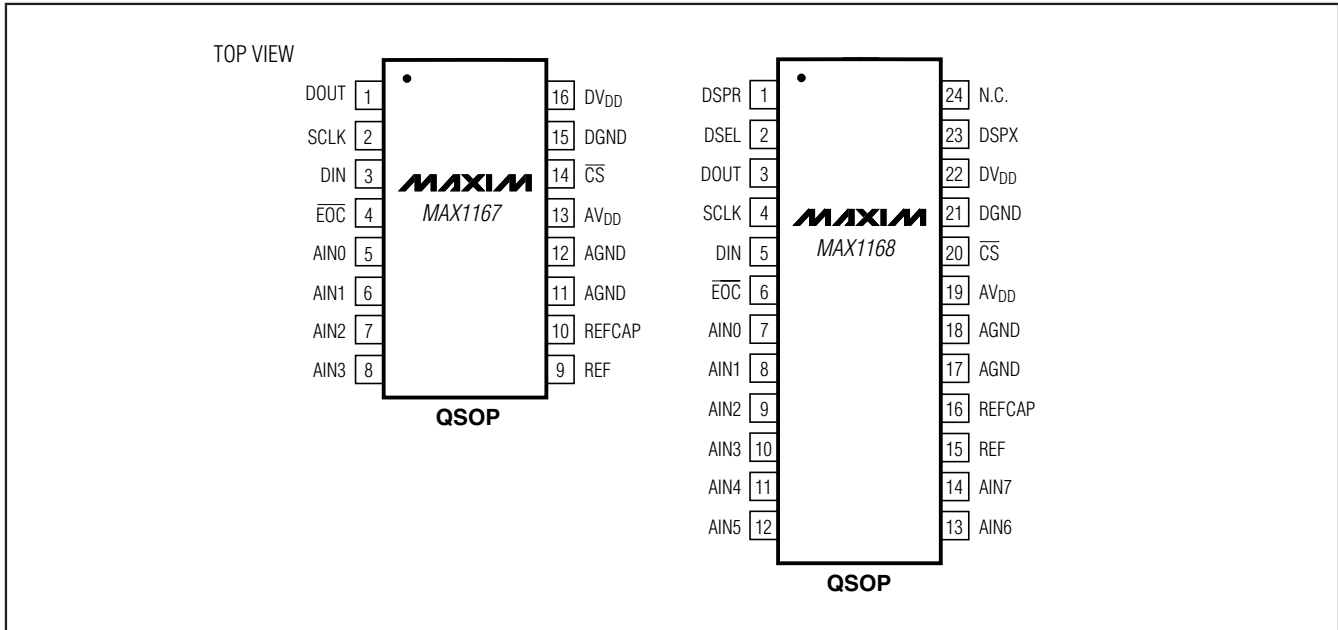 TOP VIEW
MAXIM
MAX1167
DOUT 1
SCLK 2
DIN 3
EOC 4
AIN0 5
AIN1 6
AIN2 7
AIN3 8
16 DVDD
15 DGND
14 CS
13 AVDD
12 AGND
11 AGND
10 REFCAP
9 REF
QSOP
MAXIM
MAX1168
DSPR 1
DSEL 2
DOUT 3
SCLK 4
DIN 5
EOC 6
AIN0 7
AIN1 8
AIN2 9
AIN3 10
AIN4 11
AIN5 12
24 N.C.
23 DSPX
22 DVDD
21 DGND
20 CS
19 AVDD
18 AGND
17 AGND
16 REFCAP
15 REF
14 AIN7
13 AIN6
QSOP